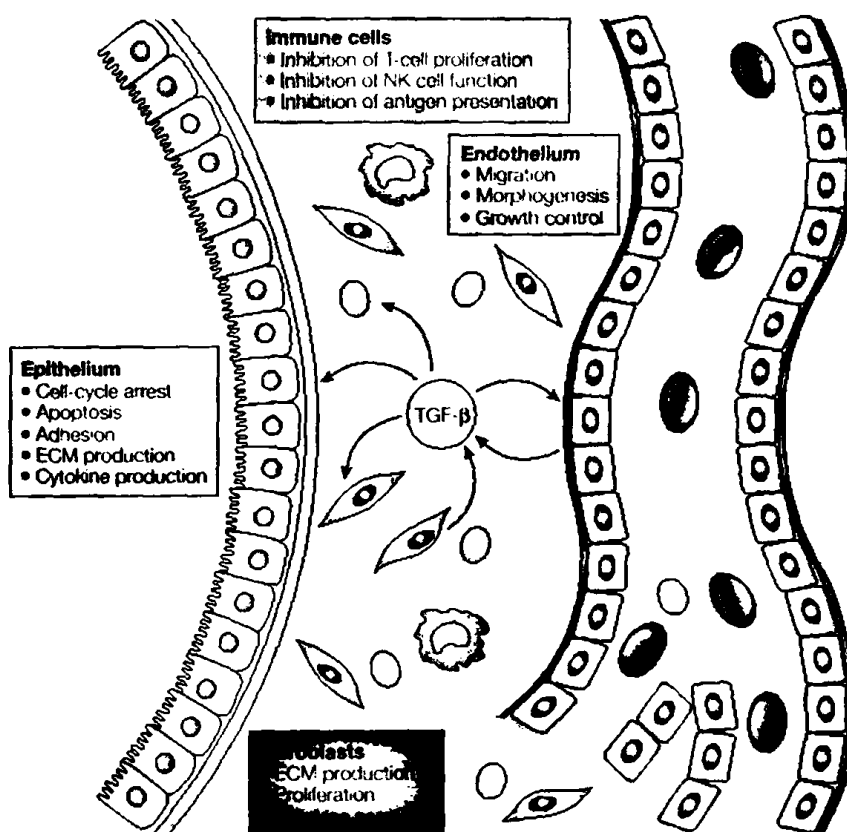 Immune cells
• Inhibition of T-cell proliferation
• Inhibition of NK cell function
• Inhibition of antigen presentation
Endothelium
• Migration
• Morphogenesis
• Growth control
Epithelium
• Cell-cycle arrest
• Apoptosis
• Adhesion
• ECM production
• Cytokine production
TGF-β
ECM production